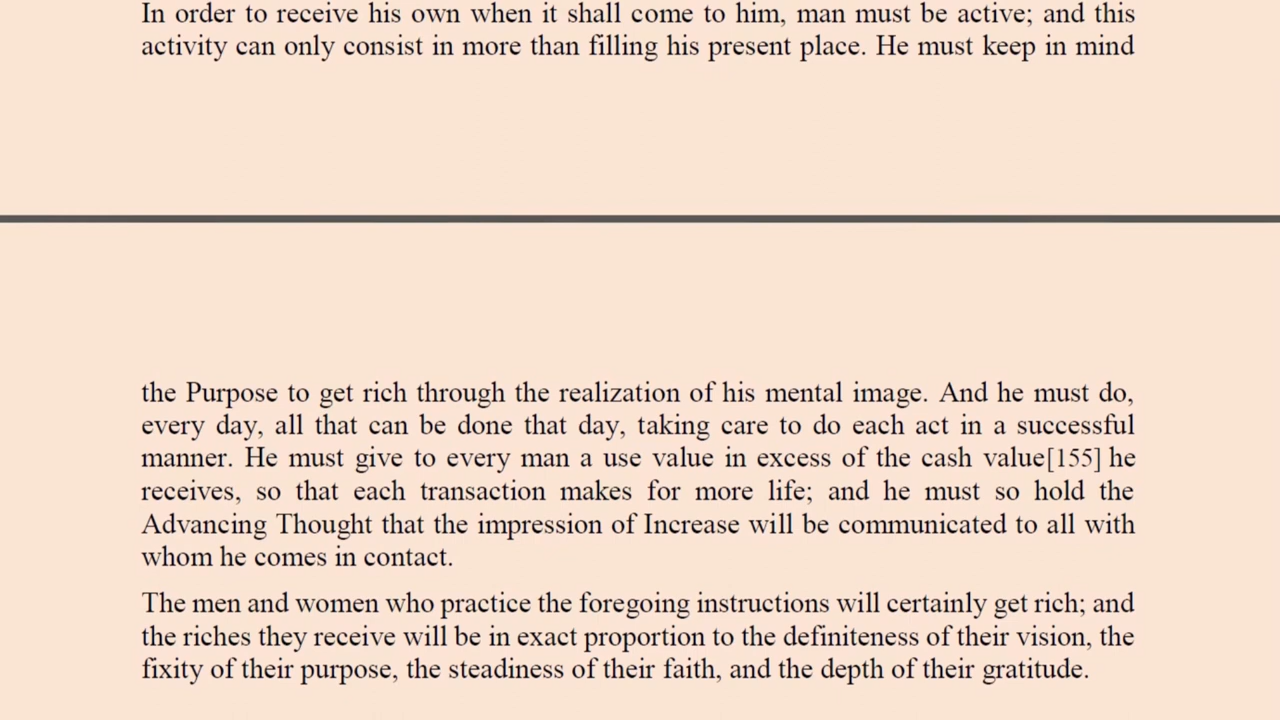 In order to receive his own when it shall come to him, man must be active; and this
activity can only consist in more than filling his present place. He must keep in mind
the Purpose to get rich through the realization of his mental image. And he must do,
every day, all that can be done that day, taking care to do each act in a successful
manner. He must give to every man a use value in excess of the cash value[155] he
receives, so that each transaction makes for more life; and he must so hold the
Advancing Thought that the impression of Increase will be communicated to all with
whom he comes in contact.
The men and women who practice the foregoing instructions will certainly get rich; and
the riches they receive will be in exact proportion to the definiteness of their vision, the
fixity of their purpose, the steadiness of their faith, and the depth of their gratitude.